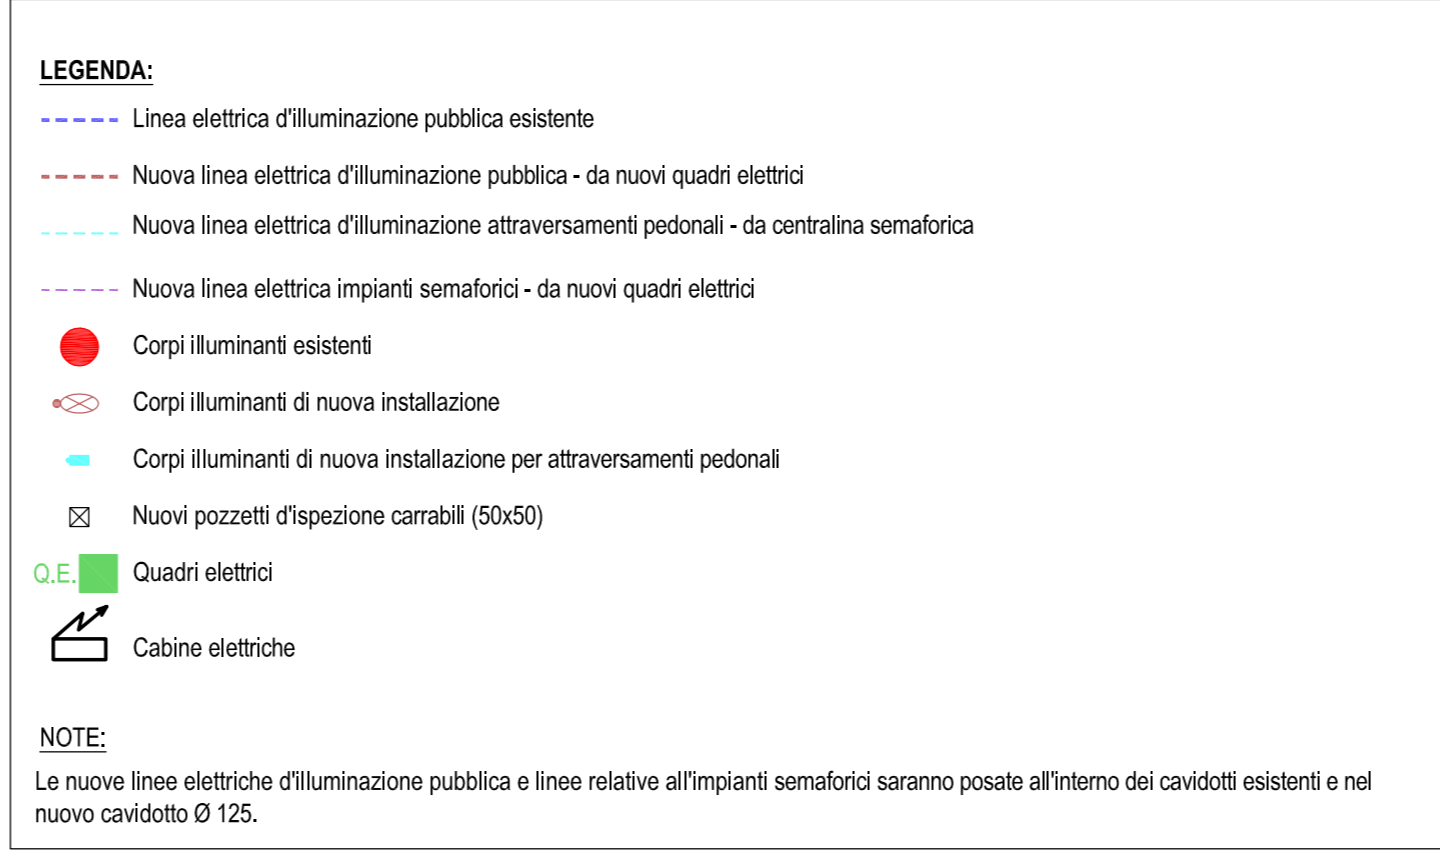 LEGENDA:
Linea elettrica d'illuminazione pubblica esistente
Nuova linea elettrica d'illuminazione pubblica - da nuovi quadri elettrici
Nuova linea elettrica d'illuminazione attraversamenti pedonali - da centralina semaforica
Nuova linea elettrica impianti semaforici - da nuovi quadri elettrici
Corpi illuminanti esistenti
Corpi illuminanti di nuova installazione
Corpi illuminanti di nuova installazione per attraversamenti pedonali
Nuovi pozzetti d'ispezione carrabili (50x50)
Q.E. Quadri elettrici
Cabine elettriche
NOTE:
Le nuove linee elettriche d'illuminazione pubblica e linee relative all'impianti semaforici saranno posate all'interno dei cavidotti esistenti e nel
nuovo cavidotto Ø 125.